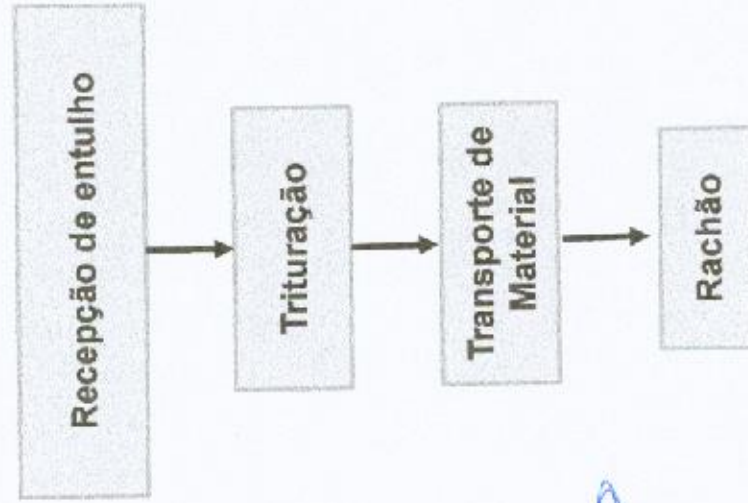 Recepção de entulho
Trituração
Transporte de
Material
Rachão